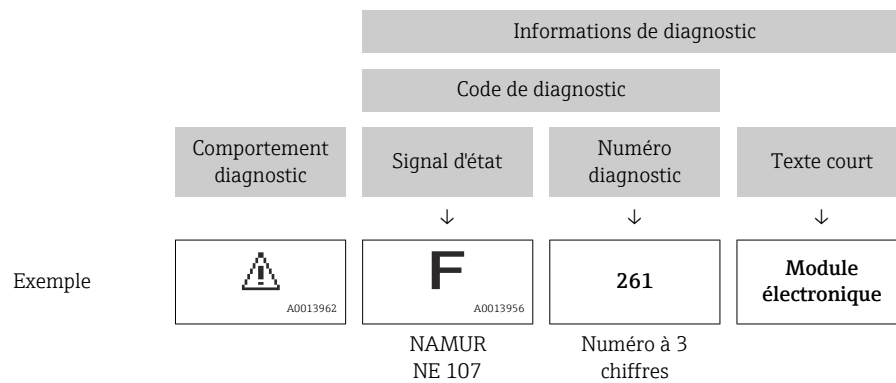 Informations de diagnostic
Code de diagnostic
Comportement
diagnostic
Signal d'état
Numéro
diagnostic
Texte court
↓
↓
↓
Exemple
A0013962
F
A0013956
261
Module
électronique
NAMUR
NE 107
Numéro à 3
chiffres